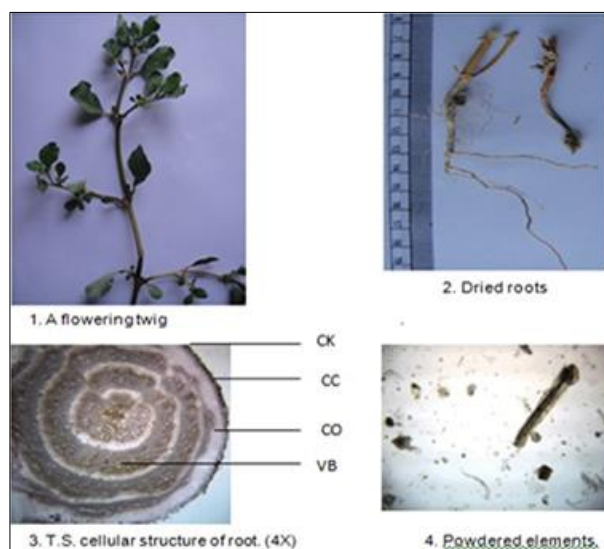 1. A flowering twig
2. Dried roots
CK
CC
CO
VB
3. T.S. cellular structure of root. (4X)
4. Powdered elements.